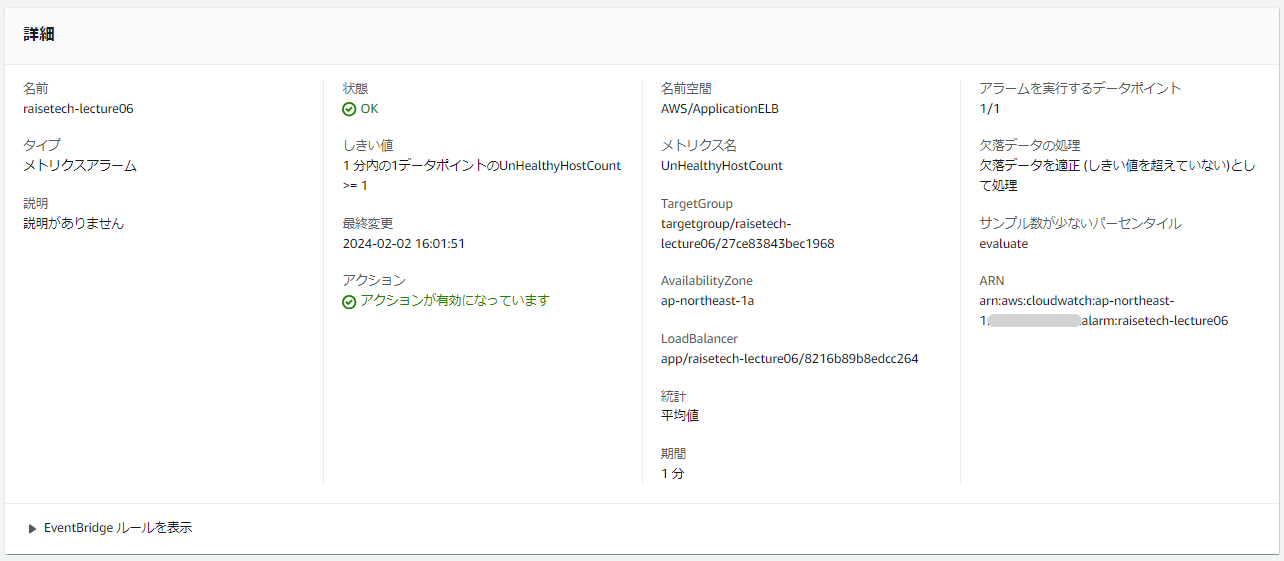 詳細
名前
raisetech-lecture06
タイプ
メトリクスアラーム
説明
説明がありません
状態
OK
しきい値
1 分内の1データポイントのUnHealthyHostCount
>= 1
最終変更
2024-02-02 16:01:51
アクション
アクションが有効になっています
名前空間
AWS/ApplicationELB
メトリクス名
UnHealthyHostCount
TargetGroup
targetgroup/raisetech-
lecture06/27ce83843bec1968
AvailabilityZone
ap-northeast-1a
LoadBalancer
app/raisetech-lecture06/8216b89b8edcc264
統計
平均値
期間
1 分
アラームを実行するデータポイント
1/1
欠落データの処理
欠落データを適正 (しきい値を超えていない)とし
て処理
サンプル数が少ないパーセンタイル
evaluate
ARN
arn:aws:cloudwatch:ap-northeast-
1:alarm:raisetech-lecture06
EventBridge ルールを表示